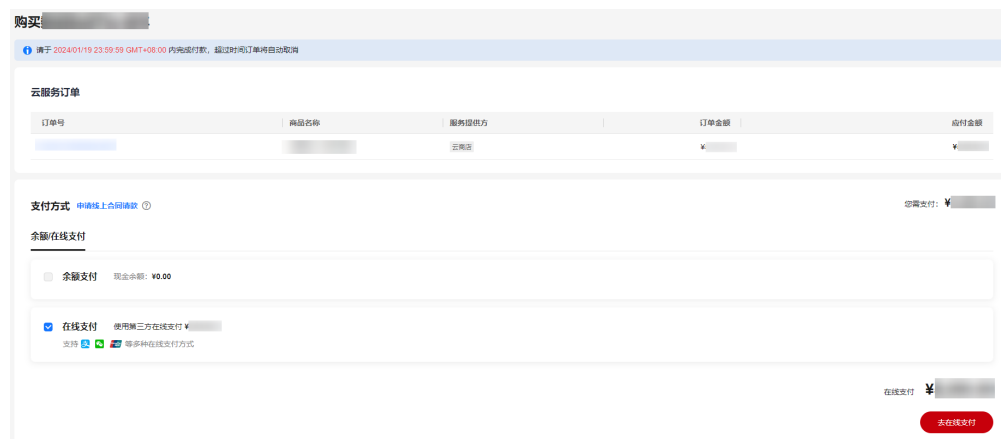 购买
请于 2024/01/19 23:59:59 GMT+08:00 内完成付款，超过时间订单将自动取消
云服务订单
订单号 商品名称 服务提供方 订单金额 应付金额
云商店 ¥ ¥
支付方式 申请线上合同请款 ?
您需支付：¥
余额/在线支付
余额支付 现金余额：¥0.00
在线支付 使用第三方在线支付 ¥
支持 支 等多种在线支付方式
在线支付 ¥
去在线支付